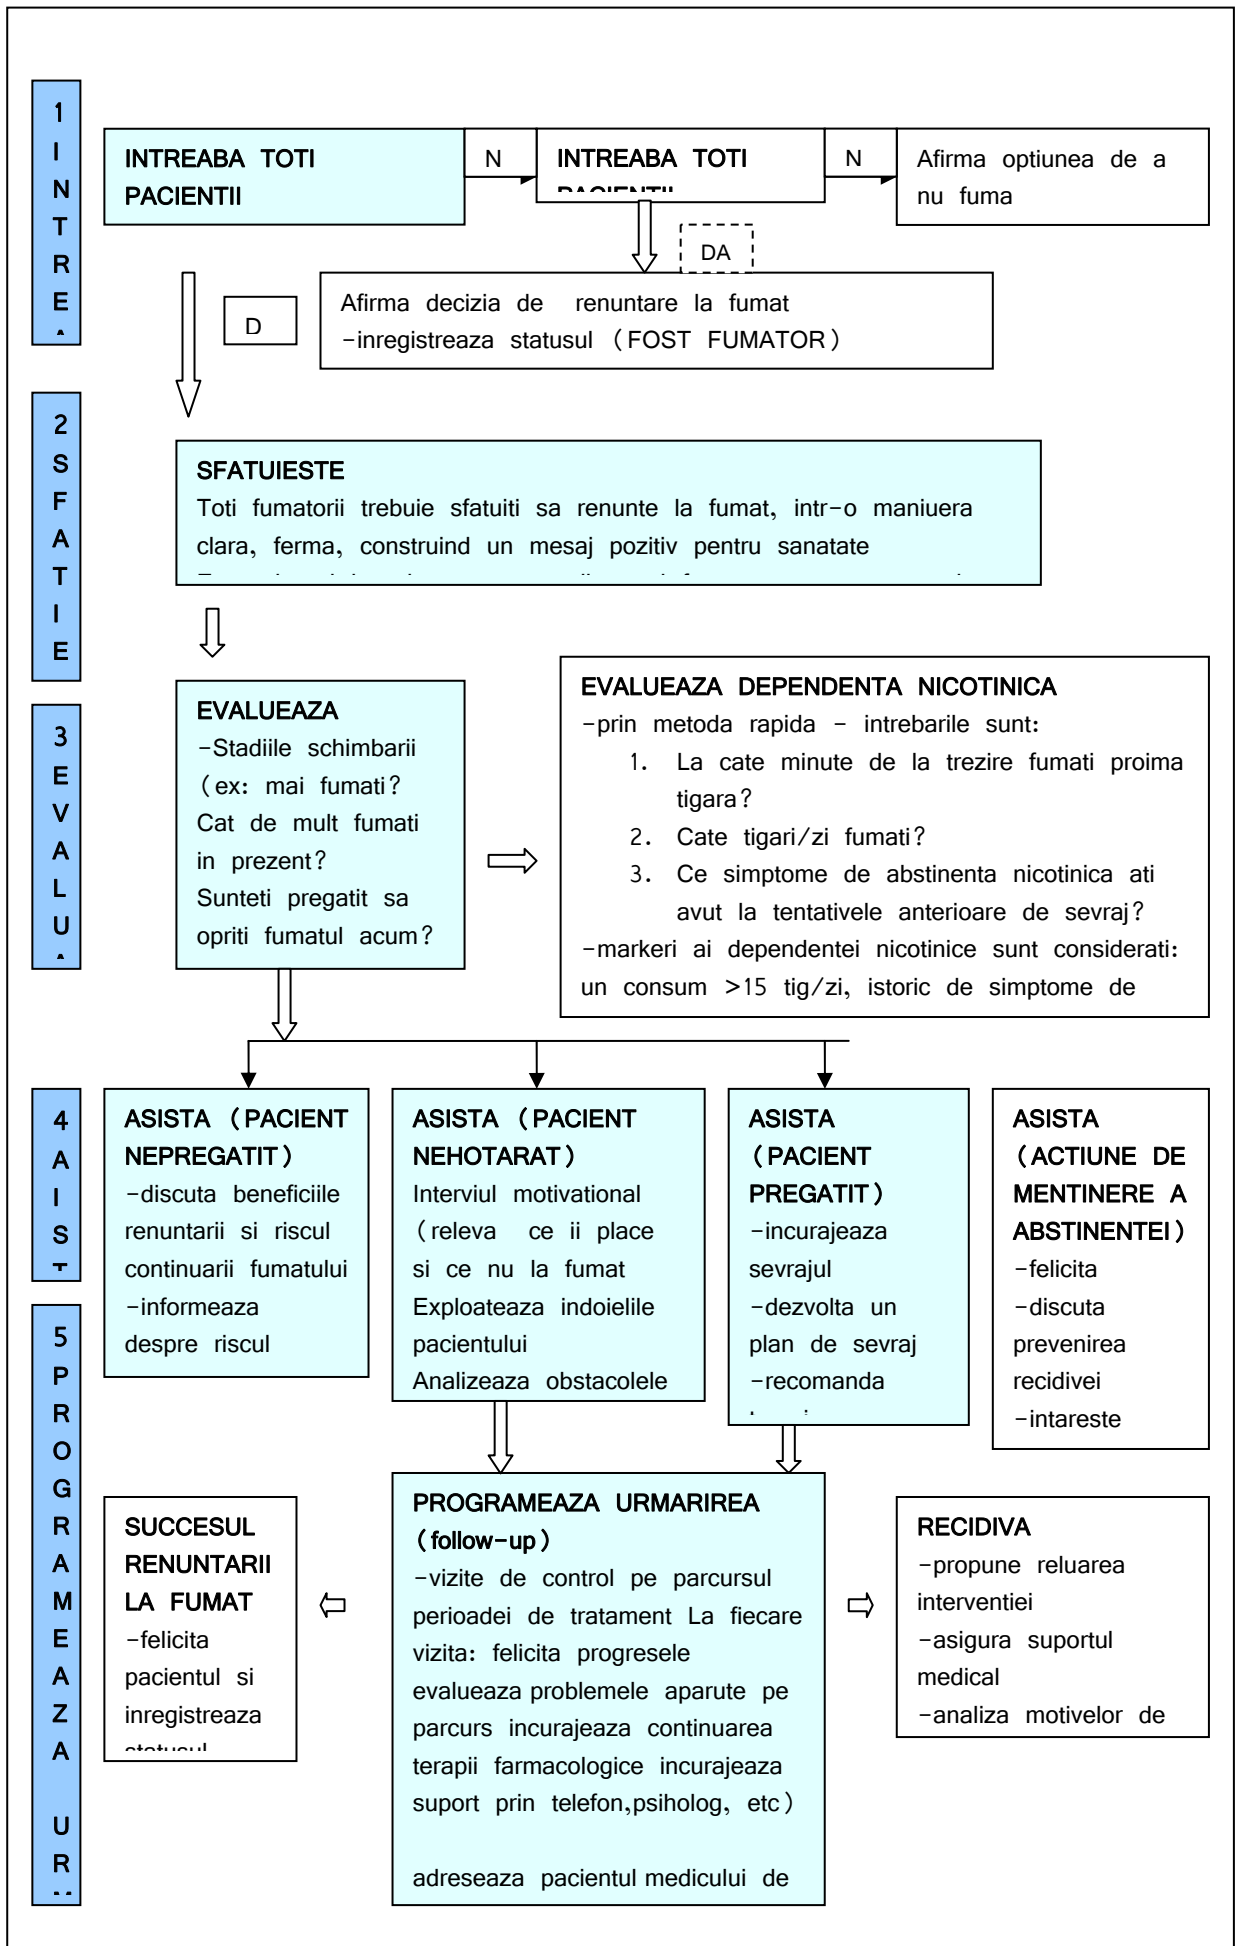 1
I
N
T
R
E
INTREABA TOTI
PACIENTII
N
INTREABA TOTI
PACIENTII
N
Afirma optiunea de a
nu fuma
DA
D
Afirma decizia de renuntare la fumat
-inregistreaza statusul (FOST FUMATOR)
2
S
F
A
T
I
E
SFATUIESTE
Toti fumatorii trebuie sfatuiti sa renunte la fumat, intr-o maniuera
clara, ferma, construind un mesaj pozitiv pentru sanatate
3
E
V
A
L
U
EVALUEAZA
-Stadiile schimbarii
(ex: mai fumati?
Cat de mult fumati
in prezent?
Sunteti pregatit sa
opriti fumatul acum?
EVALUEAZA DEPENDENTA NICOTINICA
-prin metoda rapida - intrebarile sunt:
1. La cate minute de la trezire fumati proima
tigara?
2. Cate tigari/zi fumati?
3. Ce simptome de abstinenta nicotinica ati
avut la tentativele anterioare de sevraj?
-markeri ai dependentei nicotinice sunt considerati:
un consum >15 tig/zi, istoric de simptome de
4
A
I
S
T
ASISTA (PACIENT
NEPREGATIT)
-discuta beneficiile
renuntarii si riscul
continuarii fumatului
-informeaza
despre riscul
ASISTA (PACIENT
NEHOTARAT)
Interviul motivational
(releva ce ii place
si ce nu la fumat
Exploateaza indoielile
pacientului
Analizeaza obstacolele
ASISTA
(PACIENT
PREGATIT)
-incurajeaza
sevrajul
-dezvolta un
plan de sevraj
-recomanda
ASISTA
(ACTIUNE DE
MENTINERE A
ABSTINENTEI)
-felicita
-discuta
prevenirea
recidivei
-intareste
5
P
R
O
G
R
A
M
E
A
Z
A
U
R
SUCCESUL
RENUNTARII
LA FUMAT
-felicita
pacientul si
inregistreaza
statusul
PROGRAMEAZA URMARIREA
(follow-up)
-vizite de control pe parcursul
perioadei de tratament La fiecare
vizita: felicita progresele
evalueaza problemele aparute pe
parcurs incurajeaza continuarea
terapii farmacologice incurajeaza
suport prin telefon,psiholog, etc)
adreseaza pacientul medicului de
RECIDIVA
-propune reluarea
interventiei
-asigura suportul
medical
-analiza motivelor de